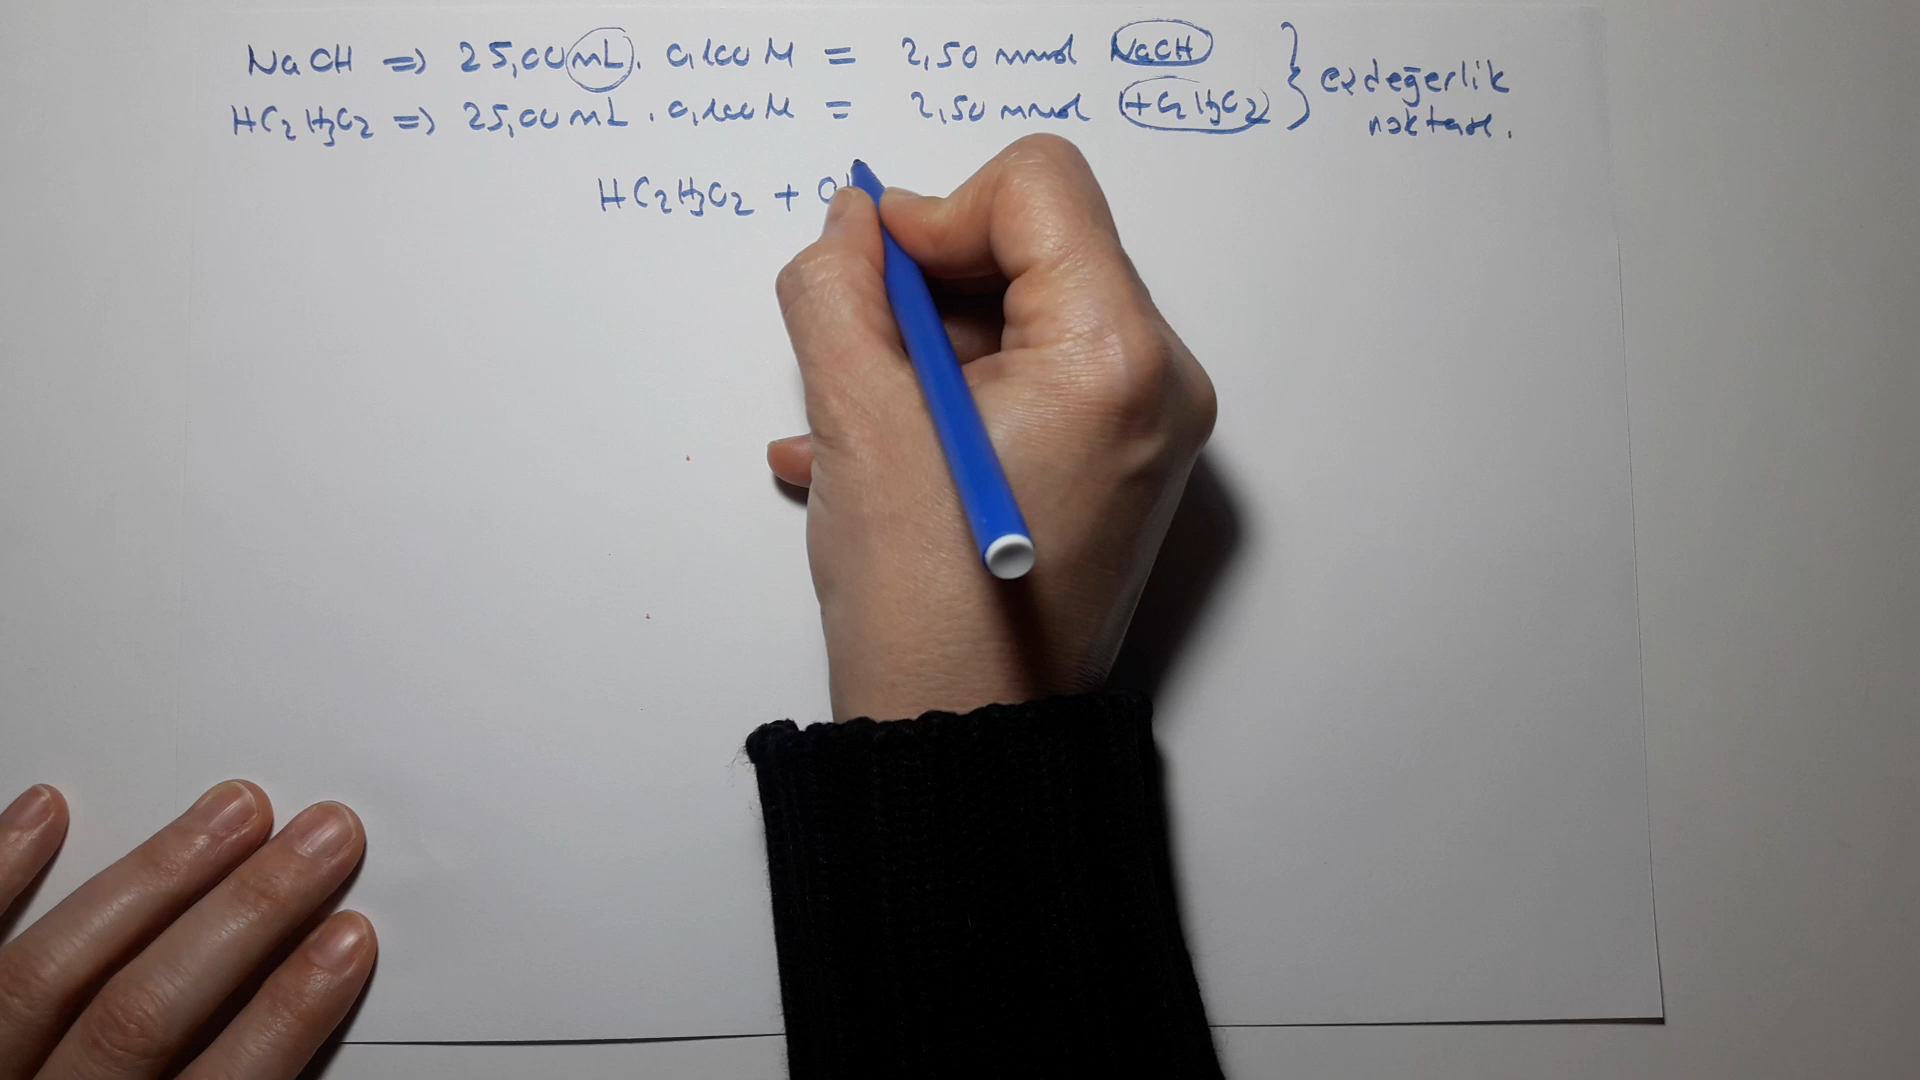 NaOH => 25,00 mL . 0,100 M = 2,50 mmol NaOH
HC2H3O2 => 25,00 mL . 0,100 M = 2,50 mmol HC2H3O2 } eşdeğerlik noktası.
HC2H3O2 + OH